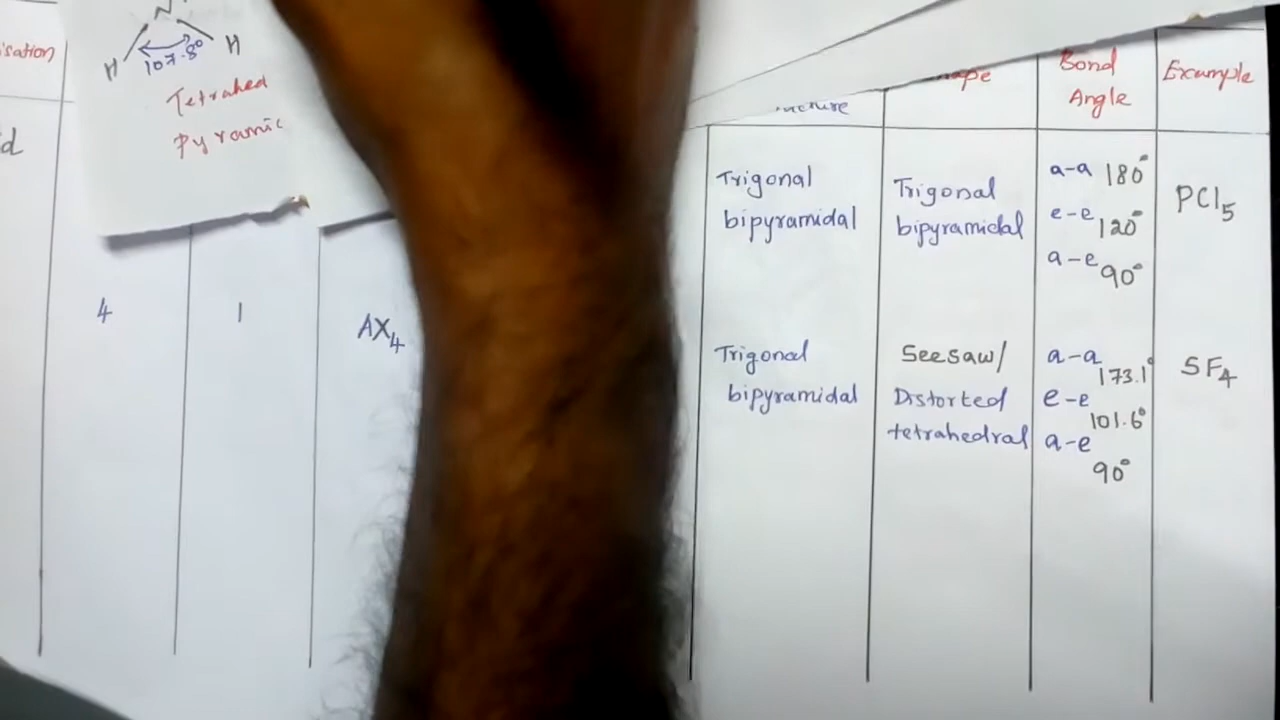 N
H
107.8°
H
Tetrahed
Pyramic
Bond
Angle
Example
Trigonal
bipyramidal
Trigonal
bipyramidal
a-a 180°
e-e 120°
a-e 90°
PCl5
4
1
AX4
Trigonal
bipyramidal
Seesaw/
Distorted
tetrahedral
a-a 173.1°
e-e 101.6°
a-e 90°
SF4